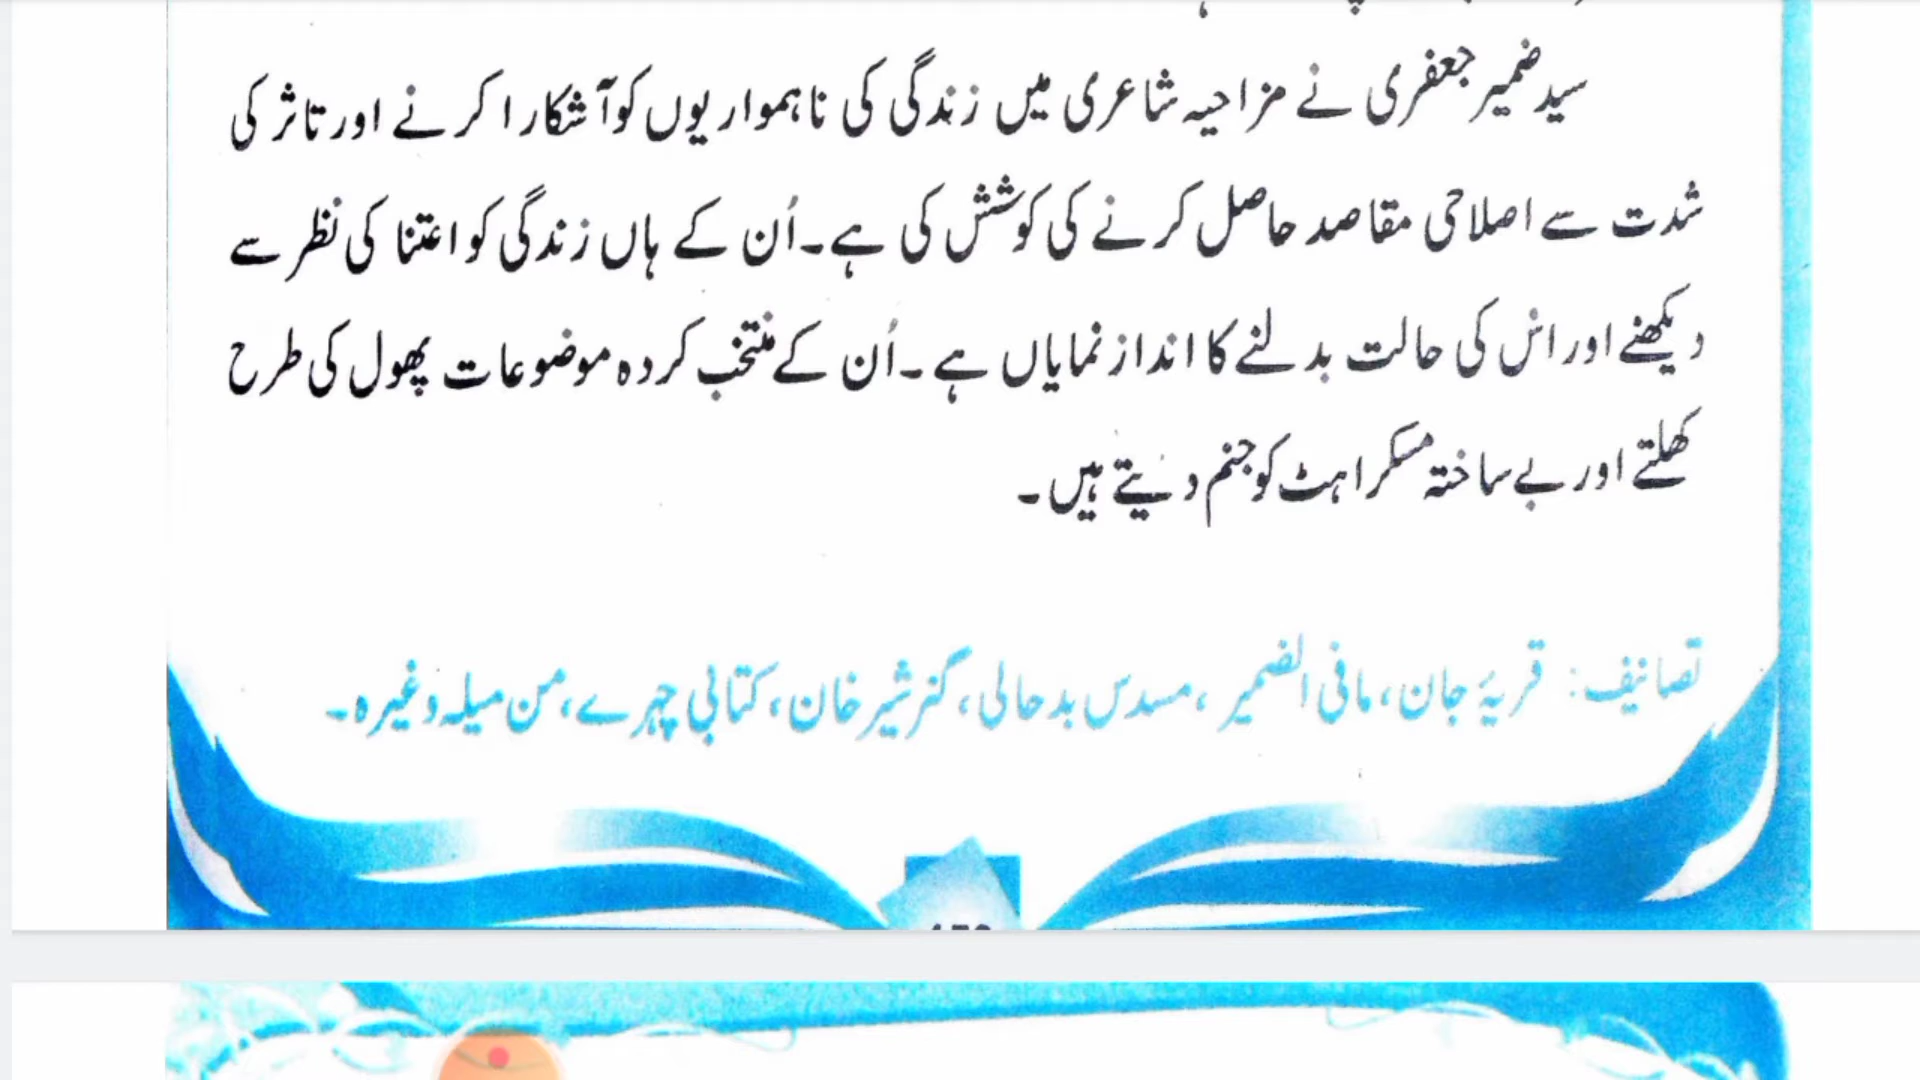 سید ضمیر جعفری نے مزاحیہ شاعری میں زندگی کی ناہمواریوں کو آشکارا کرنے اور تاثر کی
شدت سے اصلاحی مقاصد حاصل کرنے کی کوشش کی ہے۔ اُن کے ہاں زندگی کو اعتنا کی نظر سے
دیکھنے اور اس کی حالت بدلنے کا انداز نمایاں ہے۔ اُن کے منتخب کردہ موضوعات پھول کی طرح
کھلتے اور بے ساختہ مسکراہٹ کو جنم دیتے ہیں۔
تصانیف: قریۂ جان، مافی الضمیر، مسدس بدحالی، گنر شیر خان، کتابی چہرے، من میلہ وغیرہ۔